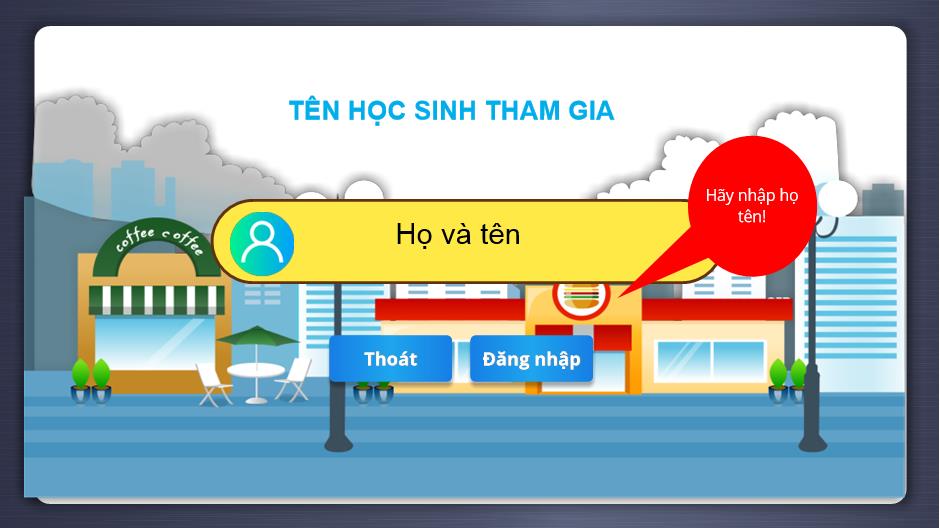 TÊN HỌC SINH THAM GIA
Hãy nhập họ
tên!
Họ và tên
coffee coffee
Thoát
Đăng nhập